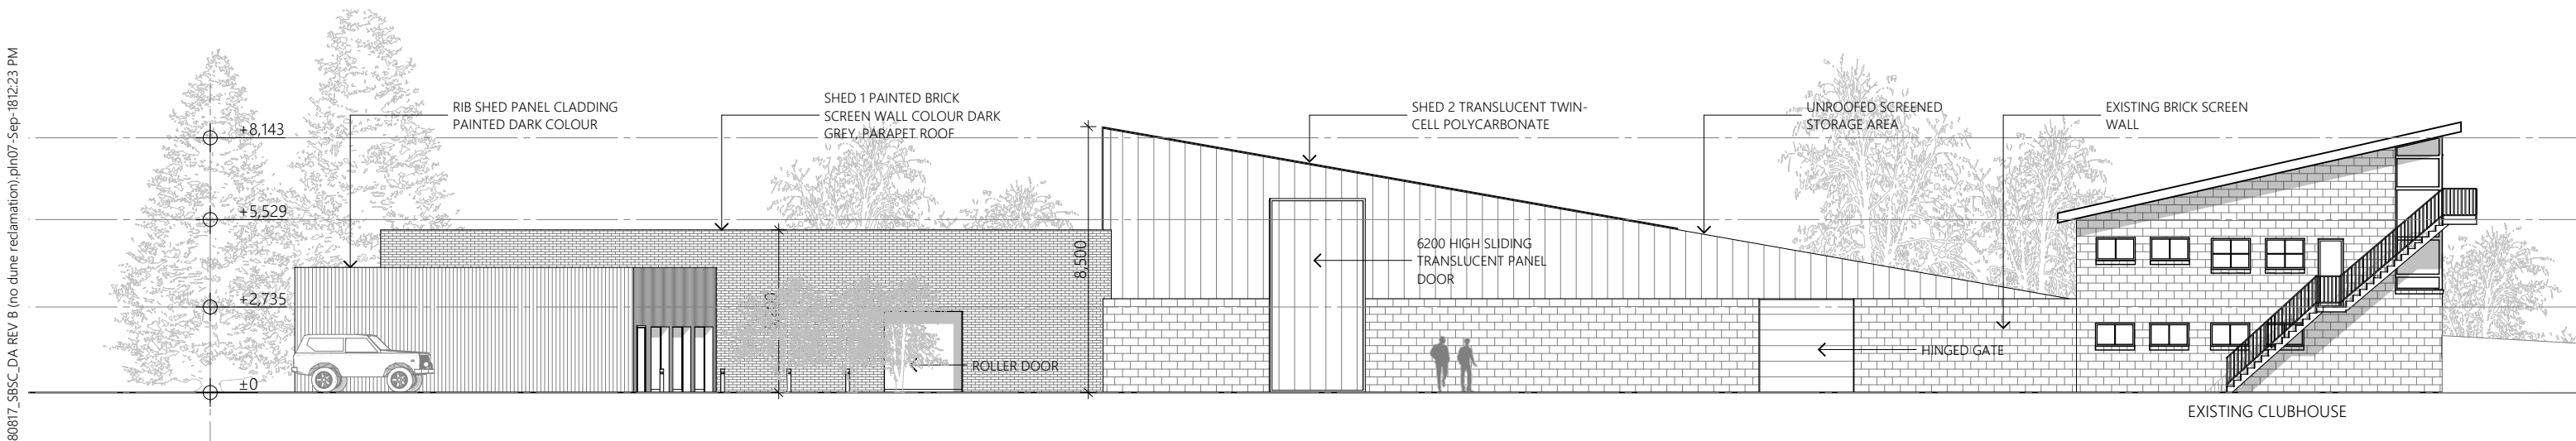 80817_SBSC_DA REV B (no dune reclamation).pln07-Sep-1812:23 PM
+8,143
+5,529
+2,735
±0
RIB SHED PANEL CLADDING
PAINTED DARK COLOUR
SHED 1 PAINTED BRICK
SCREEN WALL COLOUR DARK
GREY, PARAPET ROOF
ROLLER DOOR
8,500
SHED 2 TRANSLUCENT TWIN-
CELL POLYCARBONATE
6200 HIGH SLIDING
TRANSLUCENT PANEL
DOOR
UNROOFED SCREENED
STORAGE AREA
HINGED GATE
EXISTING BRICK SCREEN
WALL
EXISTING CLUBHOUSE